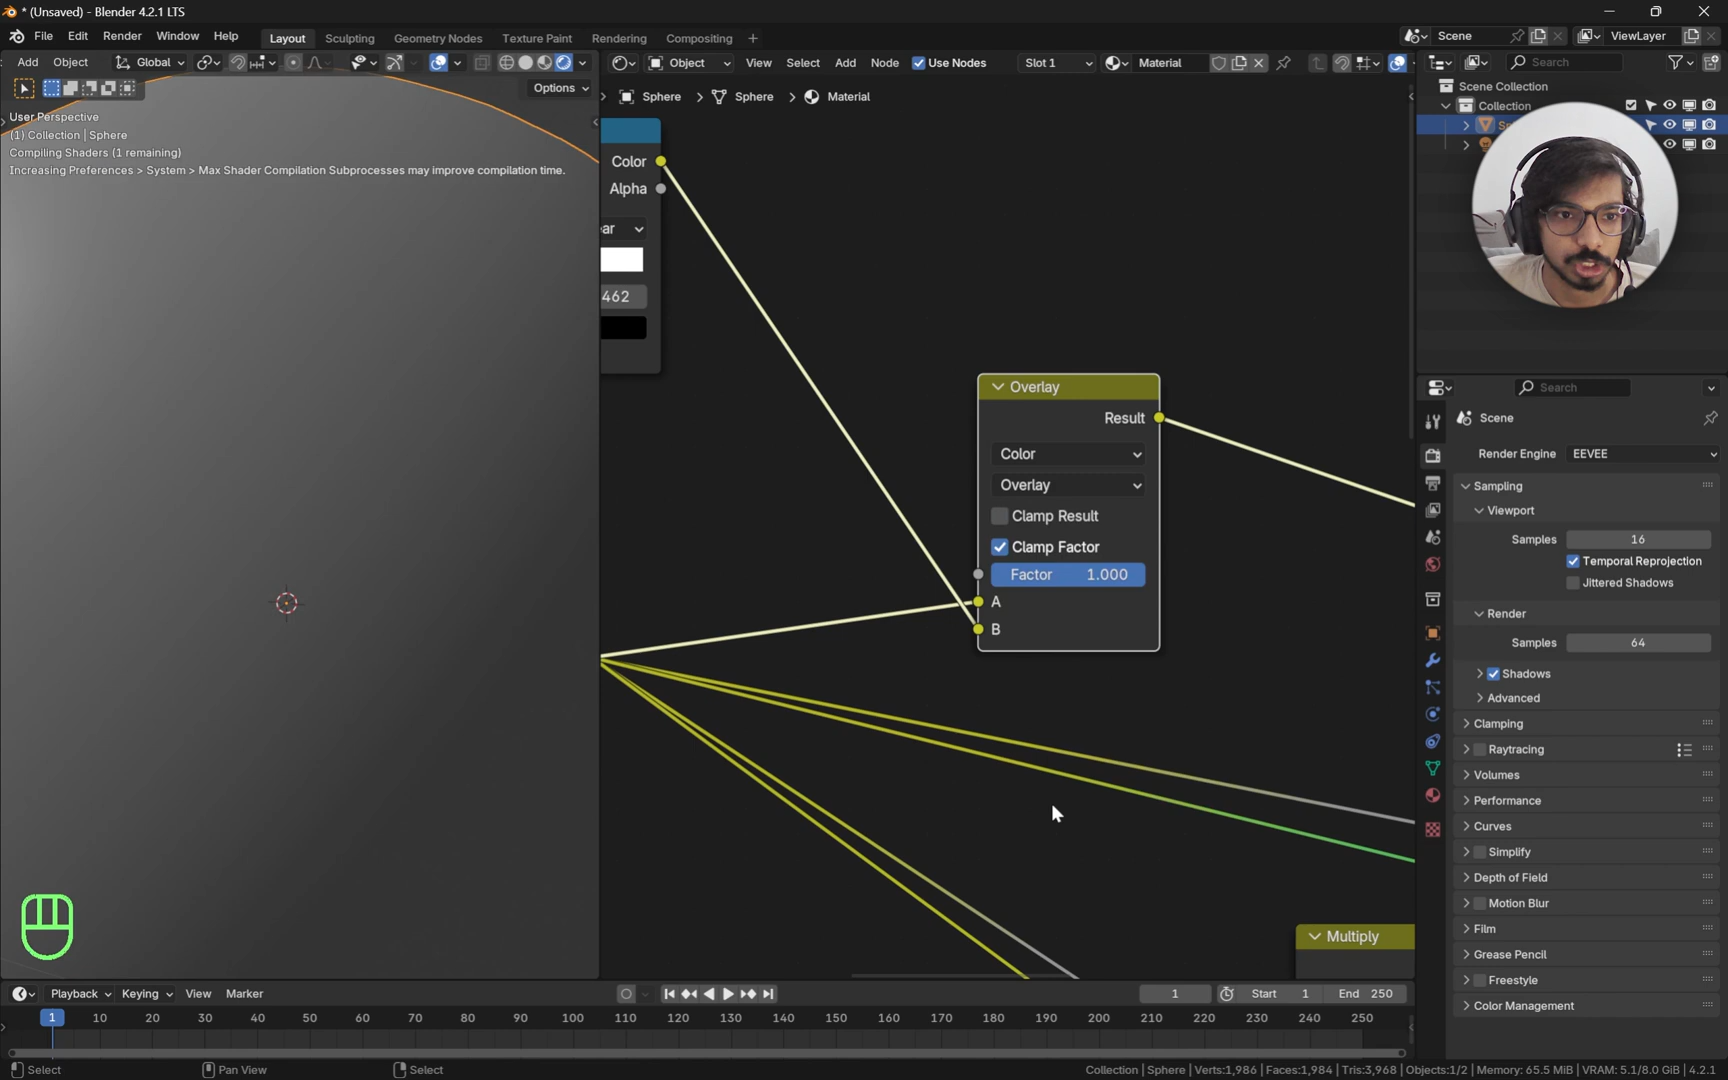 * (Unsaved) - Blender 4.2.1 LTS
File Edit Render Window Help
Layout Sculpting Geometry Nodes Texture Paint Rendering Compositing +
Scene
ViewLayer
Add Object Global
Object View Select Add Node Use Nodes Slot 1 Material
Search
Options
Sphere > Sphere > Material
User Perspective
(1) Collection | Sphere
Compiling Shaders (1 remaining)
Increasing Preferences > System > Max Shader Compilation Subprocesses may improve compilation time.
Scene Collection
Collection
Color
Alpha
462
Overlay
Result
Color
Overlay
Clamp Result
Clamp Factor
Factor 1.000
A
B
Multiply
Search
Scene
Render Engine EEVEE
Sampling
Viewport
Samples 16
Temporal Reprojection
Jittered Shadows
Render
Samples 64
Shadows
Advanced
Clamping
Raytracing
Volumes
Performance
Curves
Simplify
Depth of Field
Motion Blur
Film
Grease Pencil
Freestyle
Color Management
Playback Keying View Marker
1 Start 1 End 250
1 10 20 30 40 50 60 70 80 90 100 110 120 130 140 150 160 170 180 190 200 210 220 230 240 250
Select Pan View Select
Collection | Sphere | Verts:1,986 | Faces:1,984 | Tris:3,968 | Objects:1/2 | Memory: 65.5 MiB | VRAM: 5.1/8.0 GiB | 4.2.1